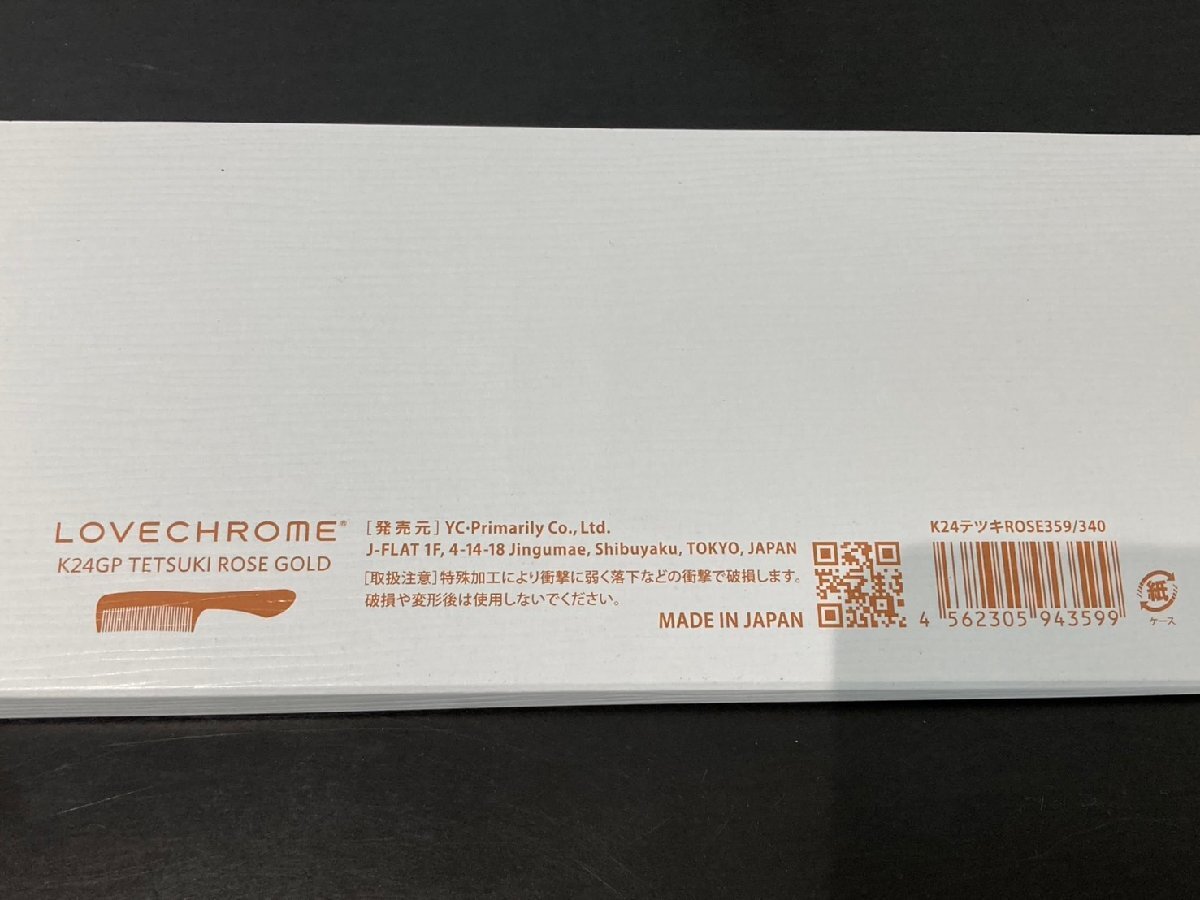 LOVECHROME®
K24GP TETSUKI ROSE GOLD
[発売元] YC・Primarily Co., Ltd.
J-FLAT 1F, 4-14-18 Jingumae, Shibuyaku, TOKYO, JAPAN
[取扱注意] 特殊加工により衝撃に弱く落下などの衝撃で破損します。
破損や変形後は使用しないでください。
MADE IN JAPAN
K24テツキROSE359/340
4 562305 943599
紙
ケース